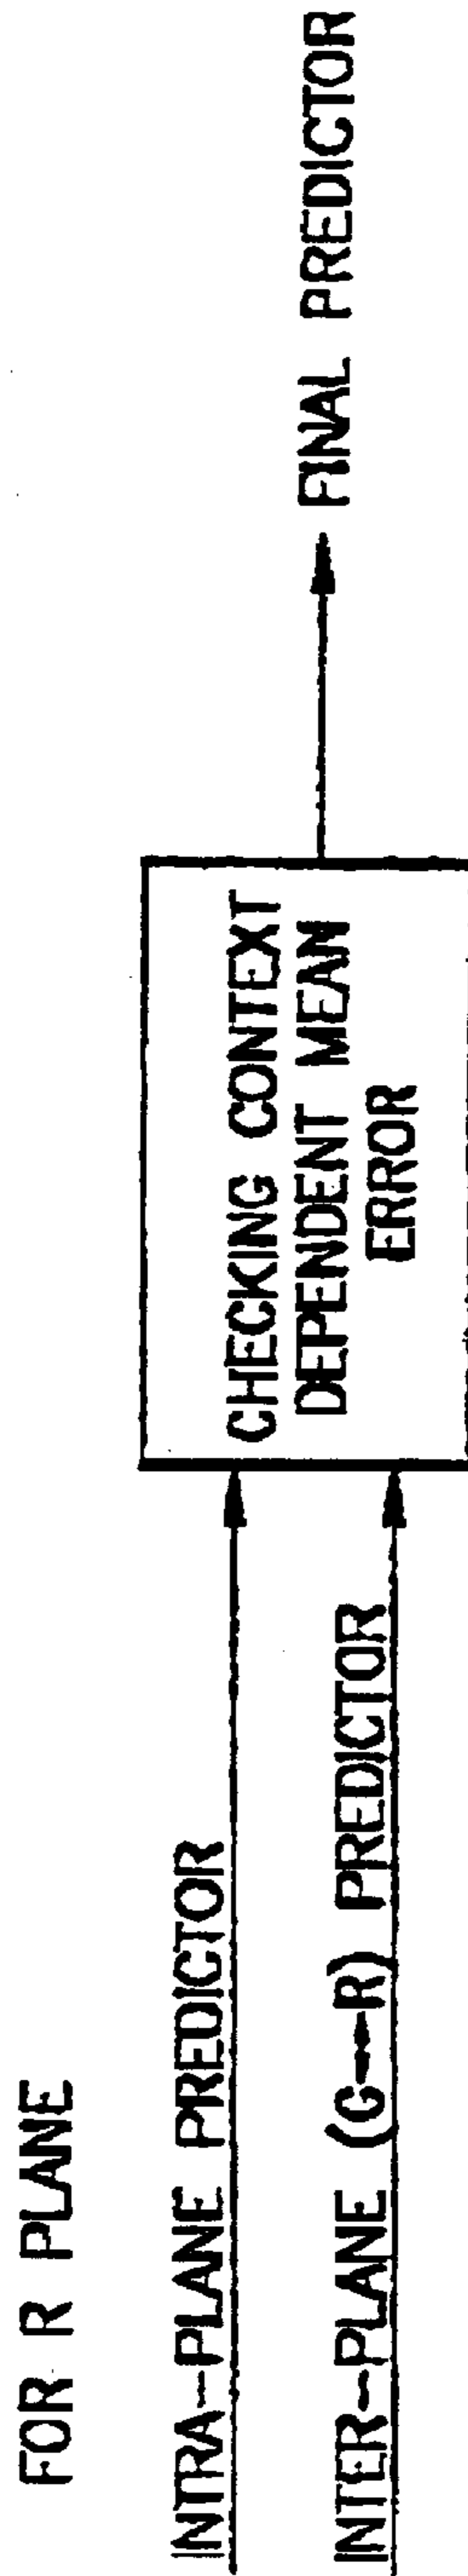 FOR R PLANE
INTRA-PLANE PREDICTOR
INTER-PLANE (G→R) PREDICTOR
CHECKING CONTEXT
DEPENDENT MEAN
ERROR
FINAL PREDICTOR